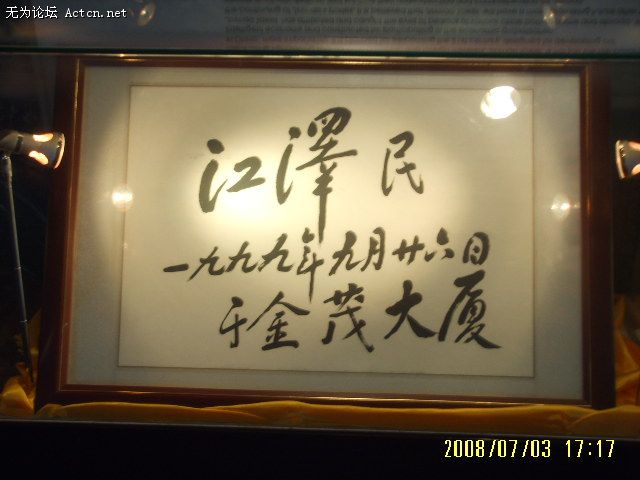 无为论坛 Actcn.net
江澤民
一九九九年九月廿六日
于金茂大厦
2008/07/03 17:17